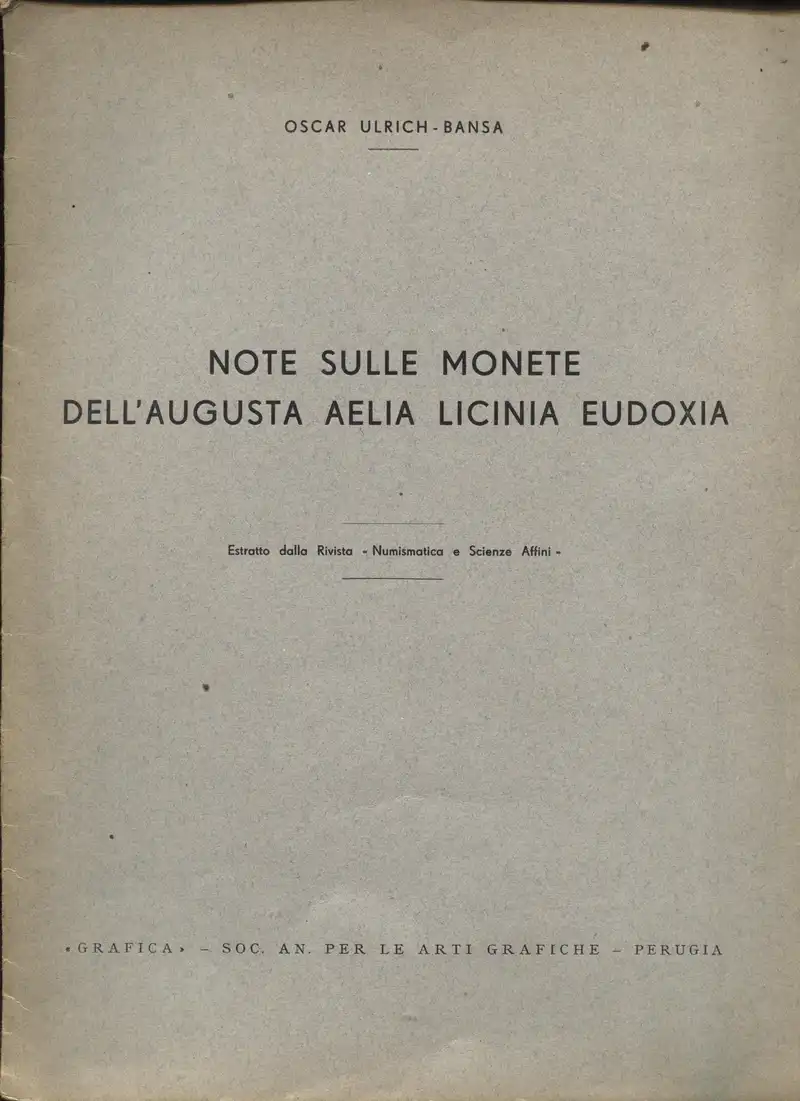 OSCAR ULRICH - BANSA
NOTE SULLE MONETE
DELL'AUGUSTA AELIA LICINIA EUDOXIA
Estratto dalla Rivista - Numismatica e Scienze Affini -
«GRAFICA» - SOC. AN. PER LE ARTI GRAFICHE - PERUGIA